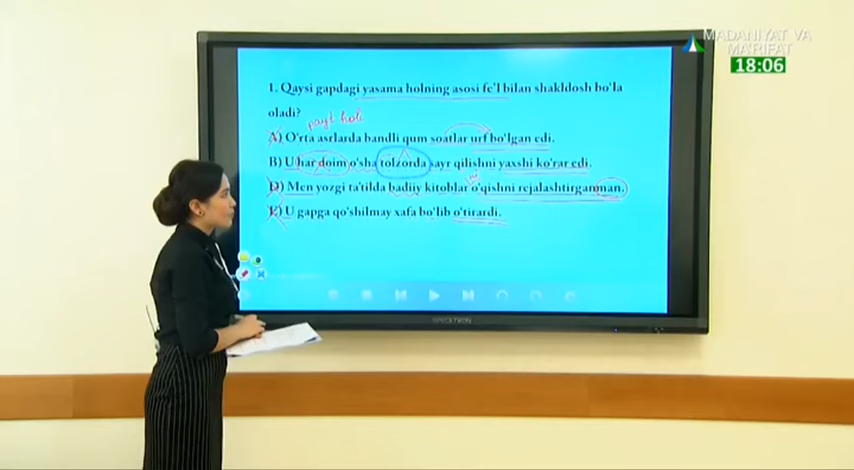 MADANIYAT VA
MA'RIFAT
18:06
1. Qaysi gapdagi yasama holning asosi fe'l bilan shakldosh bo'la
oladi?
payt holi
A) O'rta asrlarda bandli qum soatlar urf bo'lgan edi.
B) U har doim o'sha tolzorda sayr qilishni yaxshi ko'rar edi.
D) Men yozgi ta'tilda badiiy kitoblar o'qishni rejalashtirganman.
E) U gapga qo'shilmay xafa bo'lib o'tirardi.